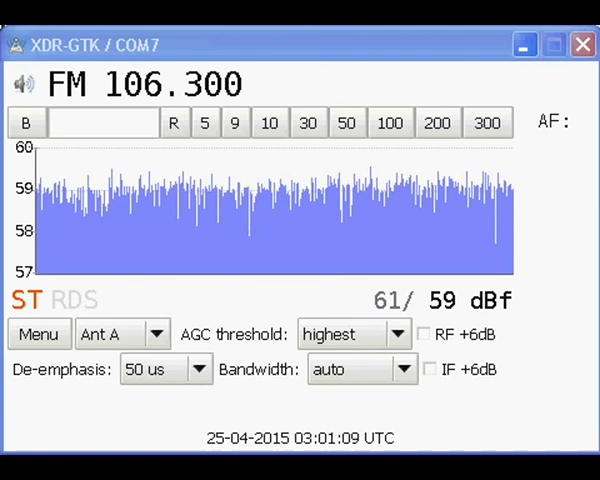 XDR-GTK / COM7
FM 106.300
B R 5 9 10 30 50 100 200 300 AF:
60
59
58
57
ST RDS 61/ 59 dBf
Menu Ant A AGC threshold: highest RF +6dB
De-emphasis: 50 us Bandwidth: auto IF +6dB
25-04-2015 03:01:09 UTC